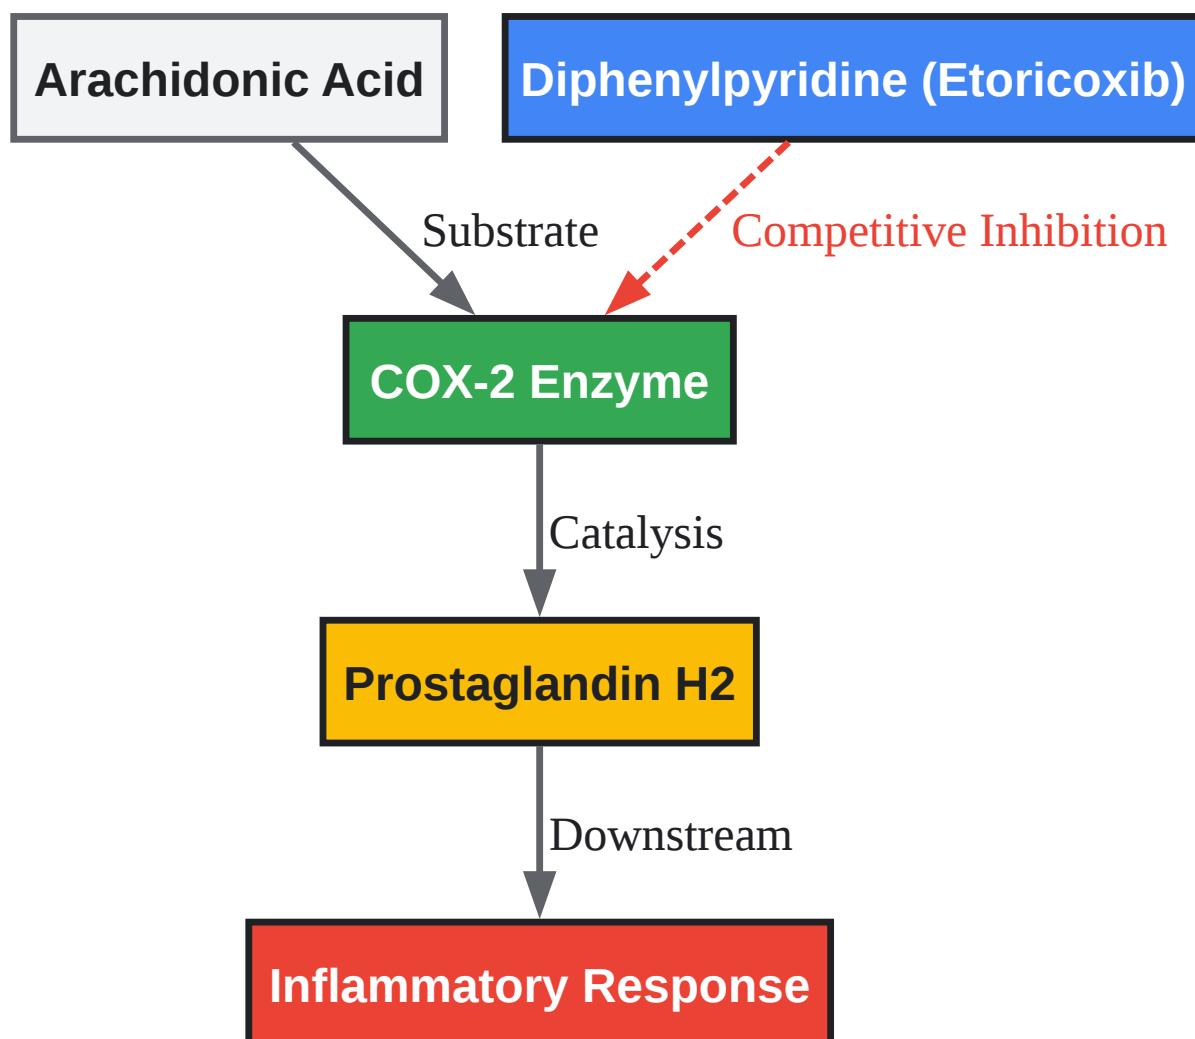 Arachidonic Acid
Diphenylpyridine (Etoricoxib)
Substrate
Competitive Inhibition
COX-2 Enzyme
Catalysis
Prostaglandin H2
Downstream
Inflammatory Response